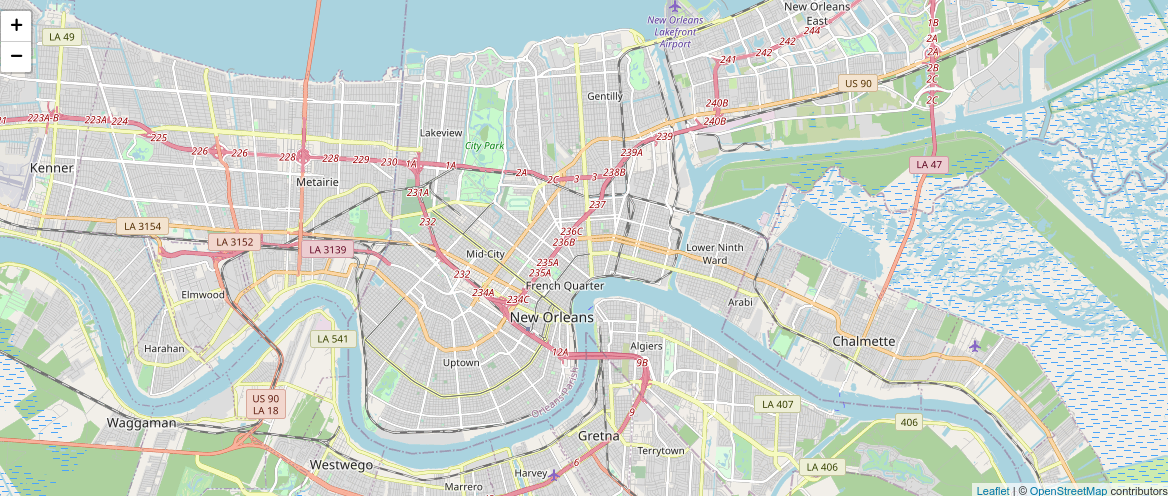 +
−
LA 49
New Orleans
Lakefront
Airport
New Orleans
East
1B
244
242
242
241
2A
2B
2C
2C
US 90
Gentilly
240B
240B
223A-B
223A
224
225
226
226
228
228
229
230
1A
1A
Lakeview
City Park
239
239A
2A
2C
3
3
238B
LA 47
Kenner
Metairie
231A
237
232
LA 3154
LA 3152
LA 3139
236C
236B
Mid-City
235A
235A
Lower Ninth
Ward
232
234A
234C
French Quarter
Elmwood
New Orleans
Arabi
LA 541
Harahan
Uptown
12A
Algiers
9B
Chalmette
US 90
LA 18
Orleans Parish
9
LA 407
406
Waggaman
Gretna
Terrytown
Westwego
6
Harvey
Marrero
LA 406
Leaflet | © OpenStreetMap contributors